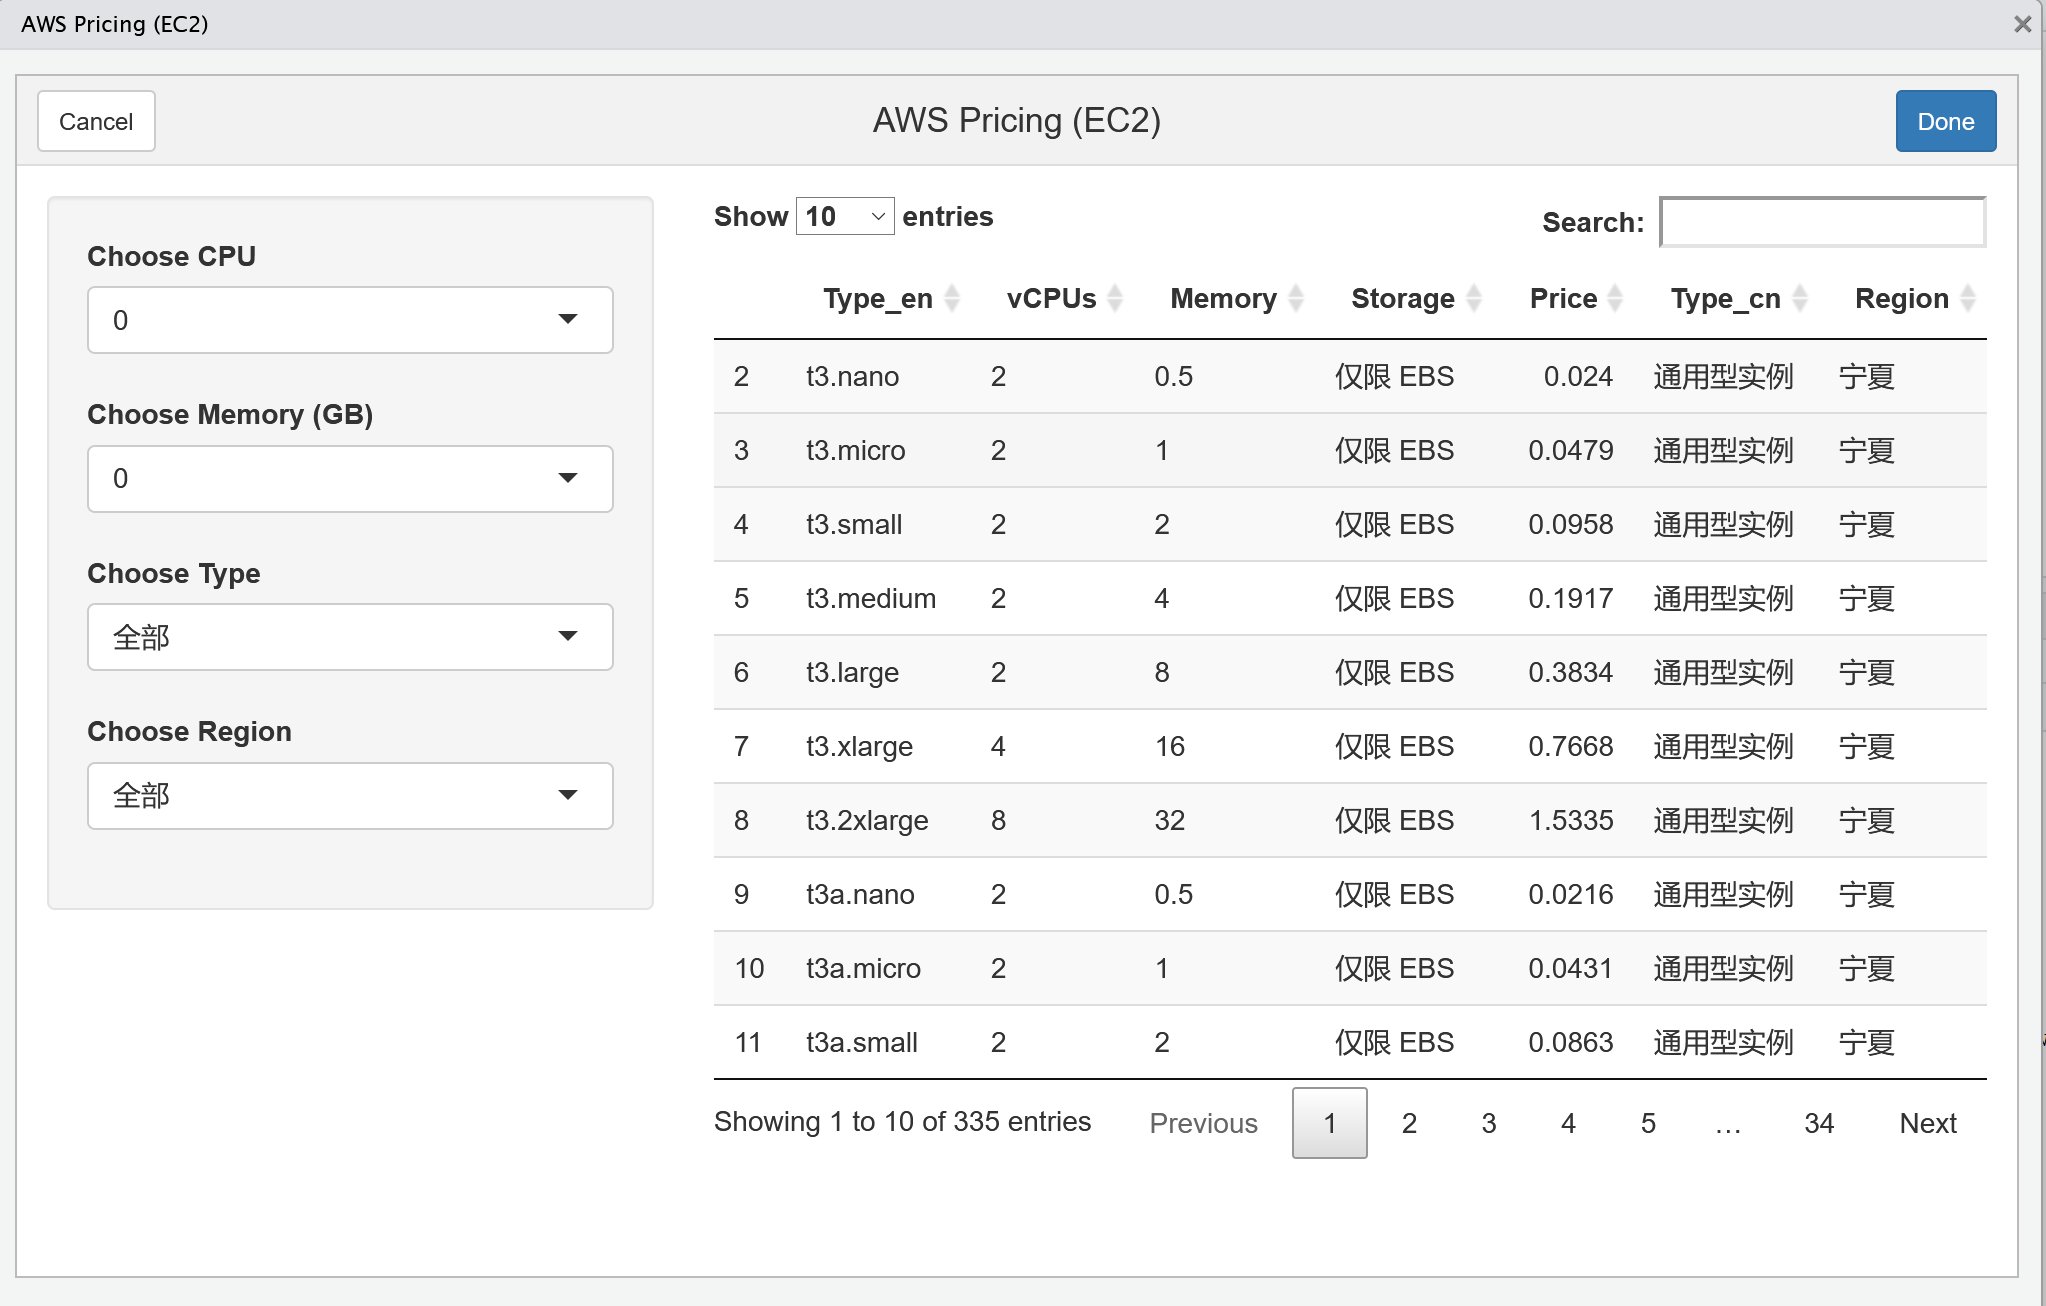 AWS Pricing (EC2)
Cancel
AWS Pricing (EC2)
Done
Choose CPU
0
Choose Memory (GB)
0
Choose Type
全部
Choose Region
全部
Show 10 entries
Search:
Type_en vCPUs Memory Storage Price Type_cn Region
2 t3.nano 2 0.5 仅限 EBS 0.024 通用型实例 宁夏
3 t3.micro 2 1 仅限 EBS 0.0479 通用型实例 宁夏
4 t3.small 2 2 仅限 EBS 0.0958 通用型实例 宁夏
5 t3.medium 2 4 仅限 EBS 0.1917 通用型实例 宁夏
6 t3.large 2 8 仅限 EBS 0.3834 通用型实例 宁夏
7 t3.xlarge 4 16 仅限 EBS 0.7668 通用型实例 宁夏
8 t3.2xlarge 8 32 仅限 EBS 1.5335 通用型实例 宁夏
9 t3a.nano 2 0.5 仅限 EBS 0.0216 通用型实例 宁夏
10 t3a.micro 2 1 仅限 EBS 0.0431 通用型实例 宁夏
11 t3a.small 2 2 仅限 EBS 0.0863 通用型实例 宁夏
Showing 1 to 10 of 335 entries
Previous 1 2 3 4 5 … 34 Next